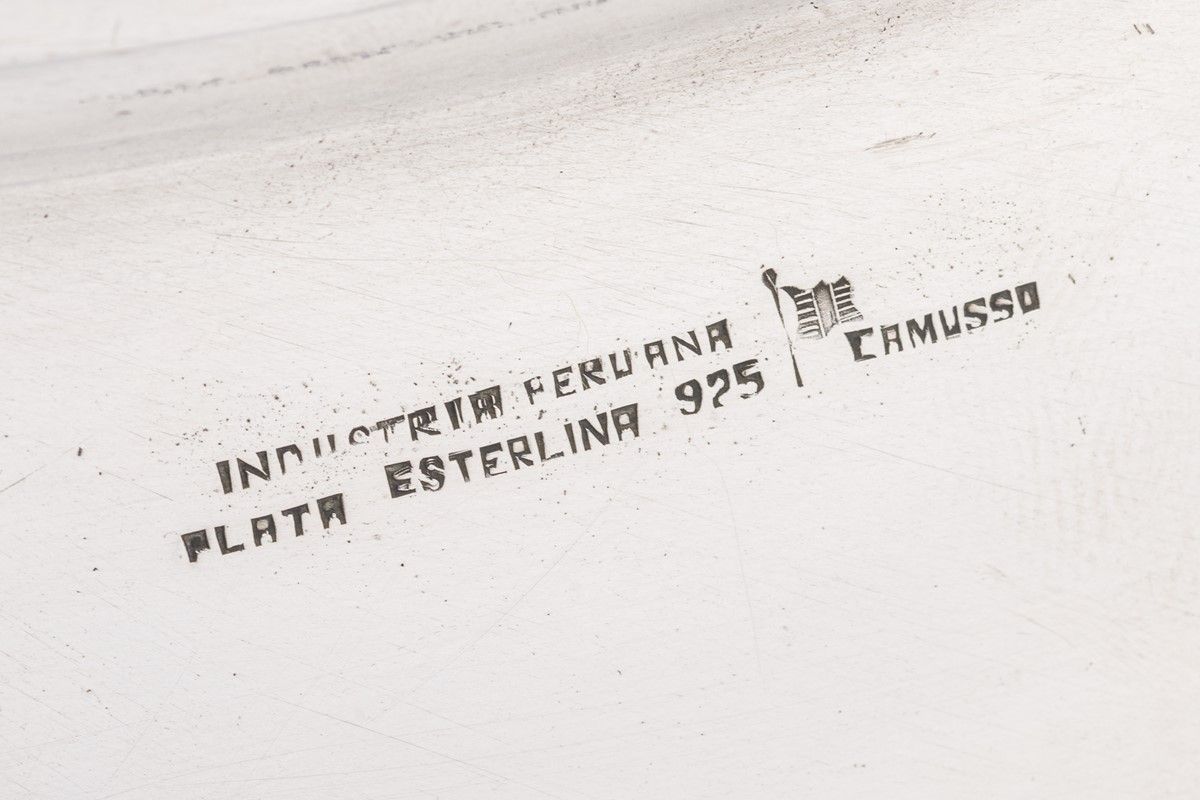 INDUSTRIA PERUANA
PLATA ESTERLINA 925
CAMUSSO